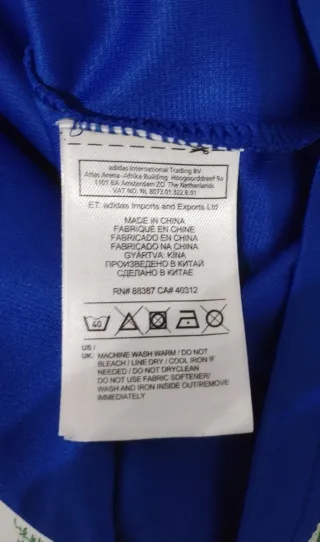 adidas International Trading BV
Atlas Arena -Afrika Building Hoogoorddreef 9a
1101 BA Amsterdam ZO The Netherlands
VAT NO. NL 8073.01.322.B.01
E.T. adidas Imports and Exports Ltd
MADE IN CHINA
FABRIQUÉ EN CHINE
FABRICADO EN CHINA
FABRICADO NA CHINA
GYÁRTVA: KÍNA
ПРОИЗВЕДЕНО В КИТАЙ
СДЕЛАНО В КИТАЕ
RN# 88387 CA# 40312
40
US /
UK: MACHINE WASH WARM / DO NOT
BLEACH / LINE DRY / COOL IRON IF
NEEDED / DO NOT DRYCLEAN
DO NOT USE FABRIC SOFTENER/
WASH AND IRON INSIDE OUT/REMOVE
IMMEDIATELY